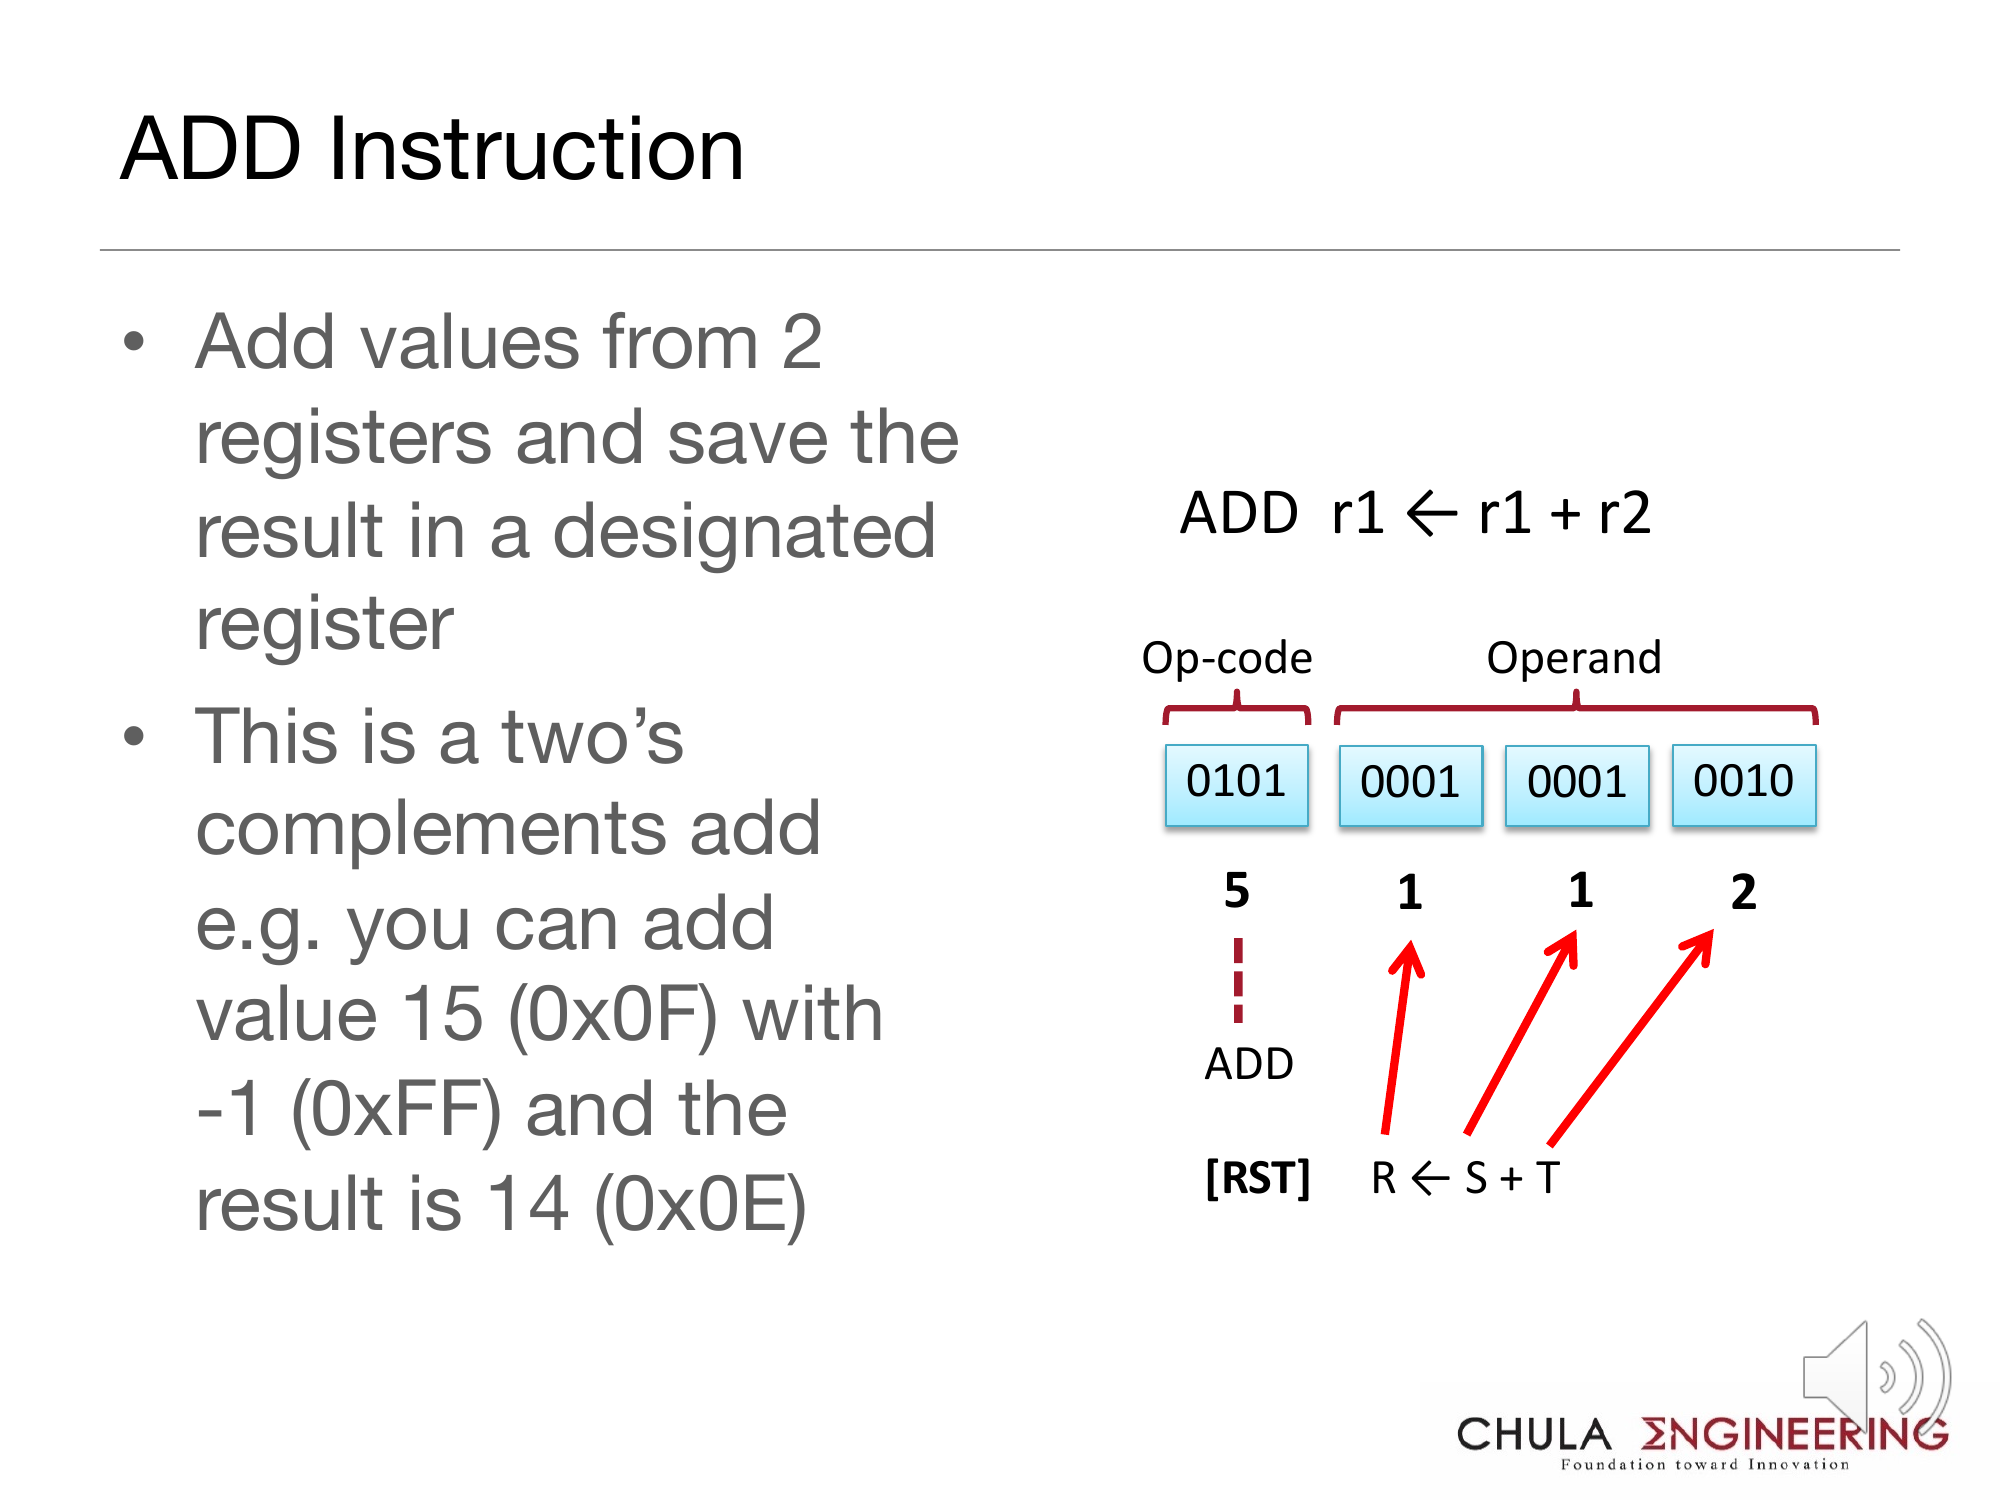 ADD Instruction
• Add values from 2
registers and save the
result in a designated
register
• This is a two’s
complements add
e.g. you can add
value 15 (0x0F) with
-1 (0xFF) and the
result is 14 (0x0E)
ADD r1 ← r1 + r2
Op-code Operand
0101 0001 0001 0010
5 1 1 2
ADD
[RST] R ← S + T
CHULA ΣNGINEERING
Foundation toward Innovation